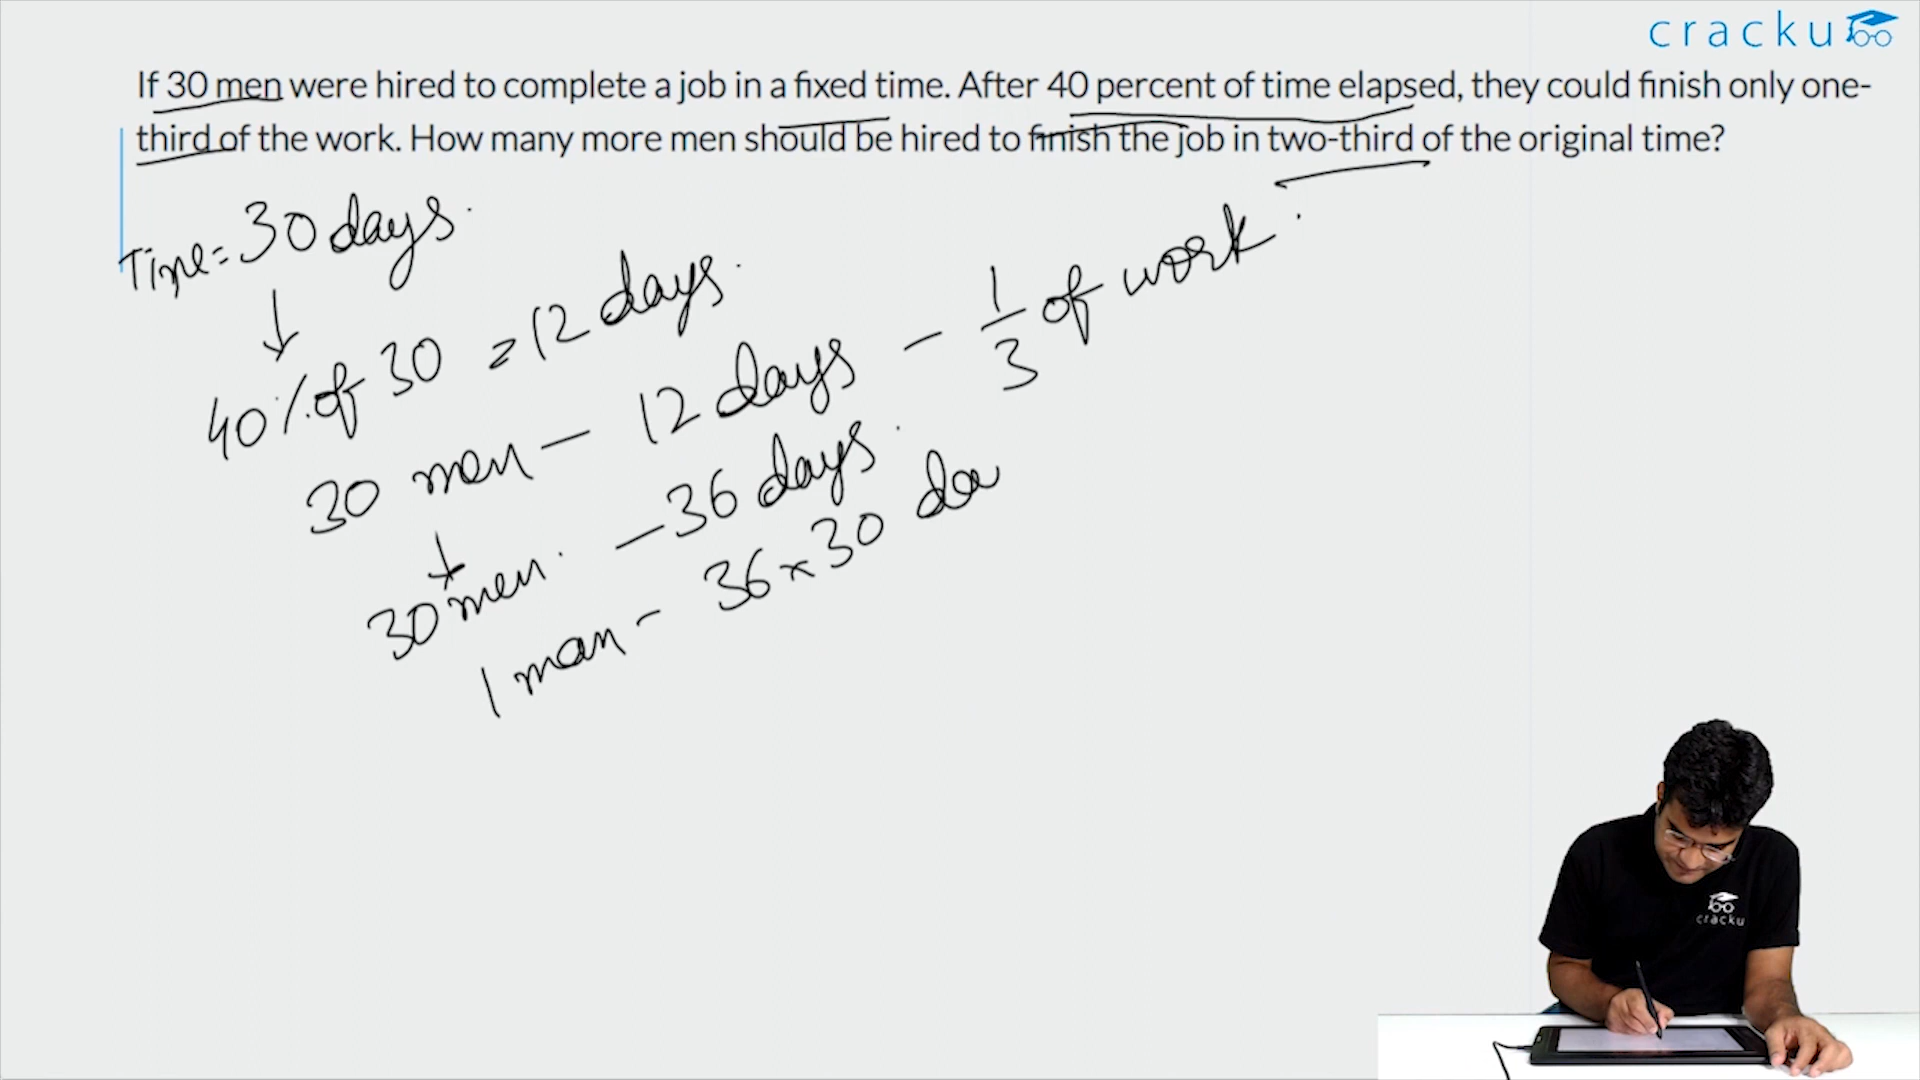 cracku
If 30 men were hired to complete a job in a fixed time. After 40 percent of time elapsed, they could finish only one-
third of the work. How many more men should be hired to finish the job in two-third of the original time?
Time = 30 days.
40% of 30 = 12 days.
30 men - 12 days - 1/3 of work.
30 men. - 36 days.
1 man - 36 x 30 da
cracku